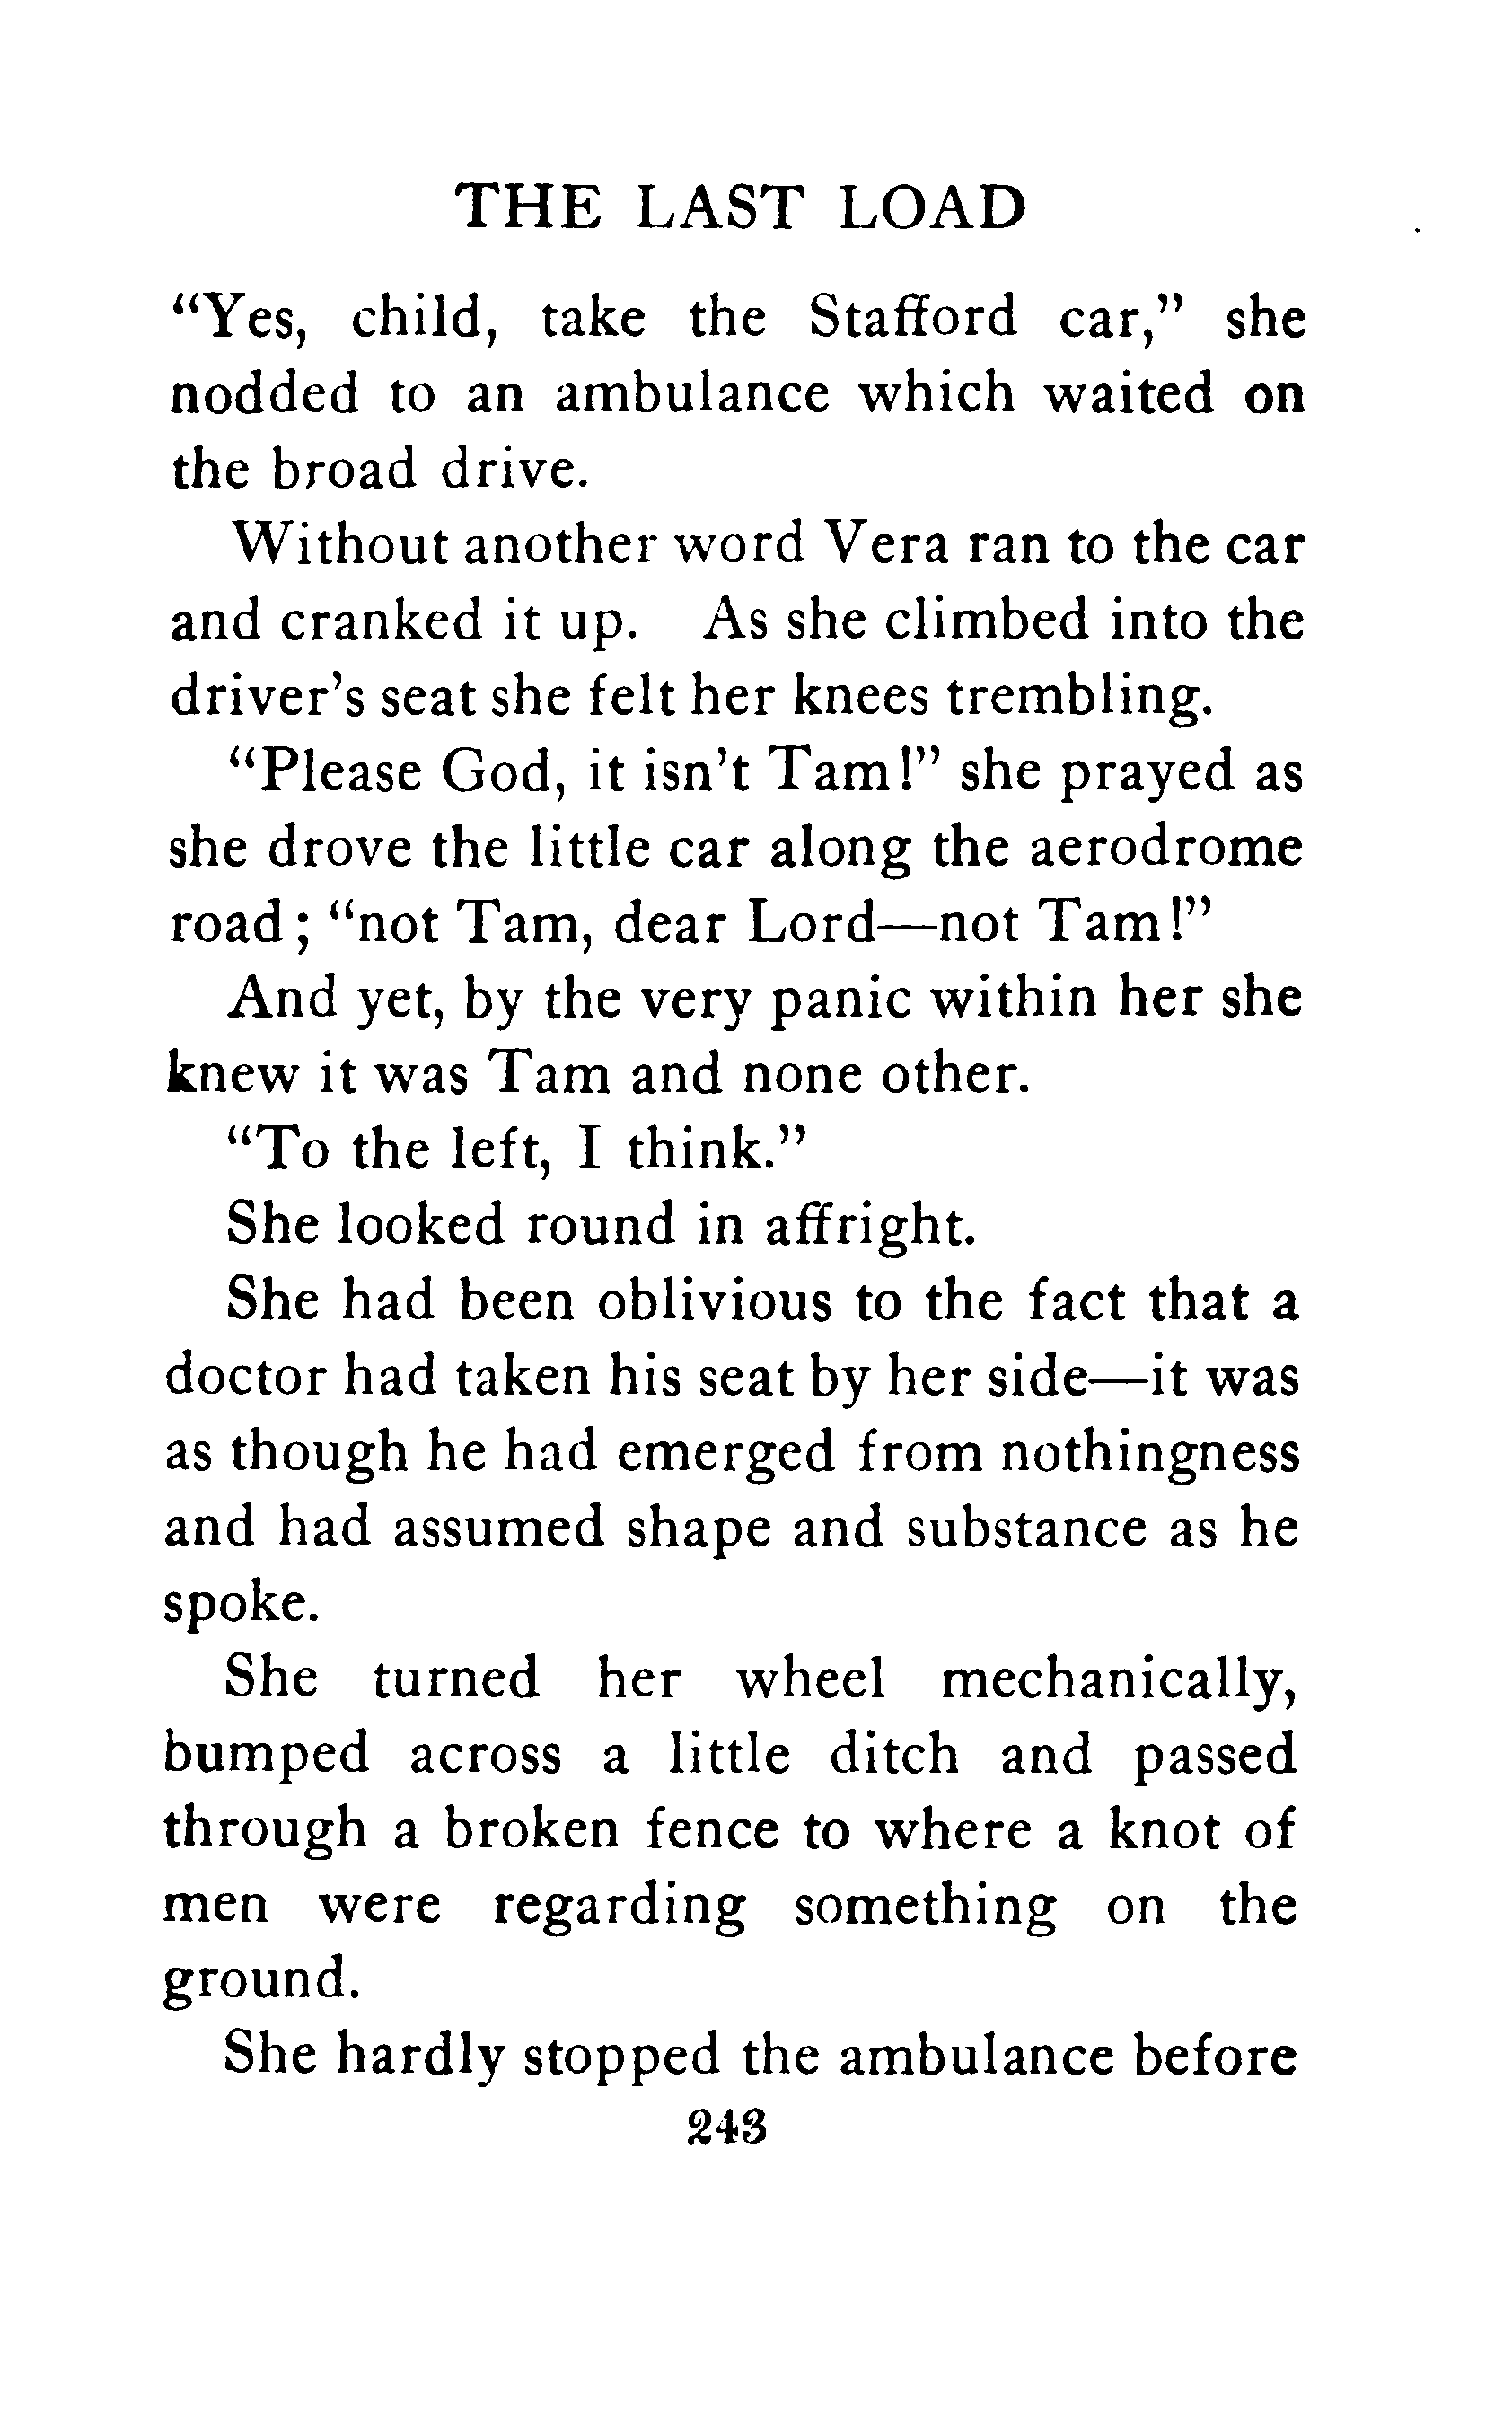 THE LAST LOAD
"Yes, child, take the Stafford car," she
nodded to an ambulance which waited on
the broad drive.
Without another word Vera ran to the car
and cranked it up. As she climbed into the
driver's seat she felt her knees trembling.
"Please God, it isn't Tam!" she prayed as
she drove the little car along the aerodrome
road; "not Tam, dear Lord—not Tam!"
And yet, by the very panic within her she
knew it was Tam and none other.
"To the left, I think."
She looked round in affright.
She had been oblivious to the fact that a
doctor had taken his seat by her side—it was
as though he had emerged from nothingness
and had assumed shape and substance as he
spoke.
She turned her wheel mechanically,
bumped across a little ditch and passed
through a broken fence to where a knot of
men were regarding something on the
ground.
She hardly stopped the ambulance before
243